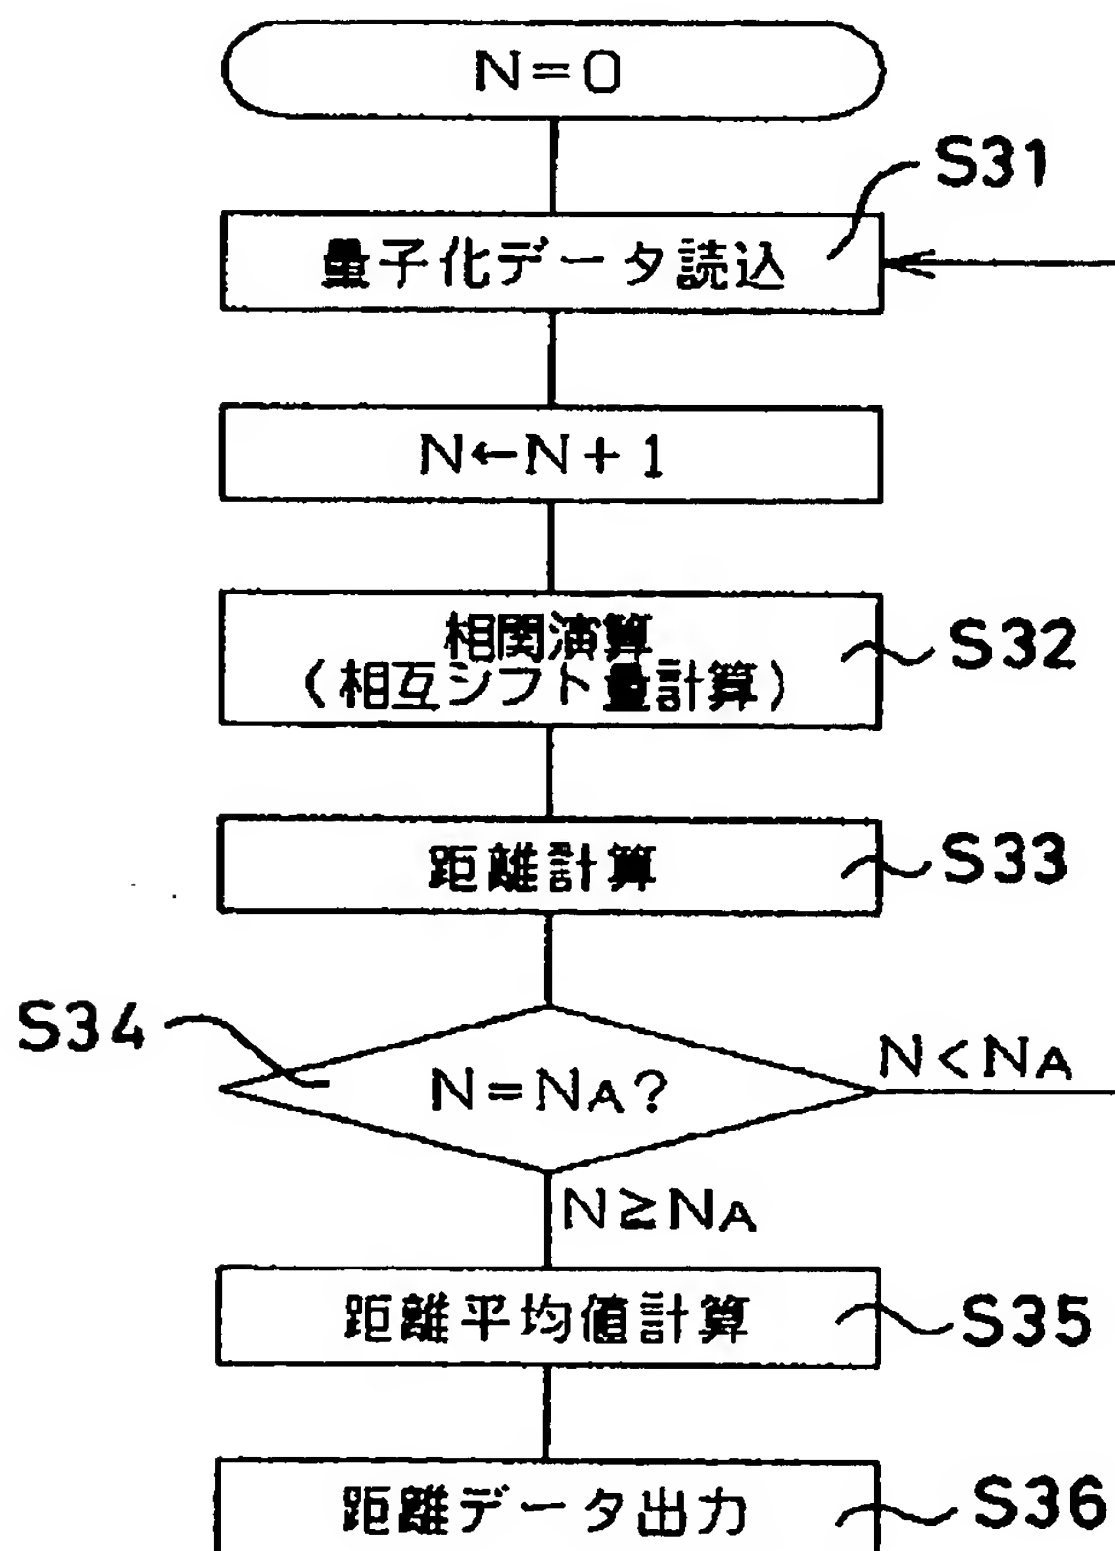 N=0
S31
量子化データ読込
N←N+1
相関演算
(相互シフト量計算)
S32
距離計算
S33
S34
N=NA?
N<NA
N≧NA
距離平均値計算
S35
距離データ出力
S36